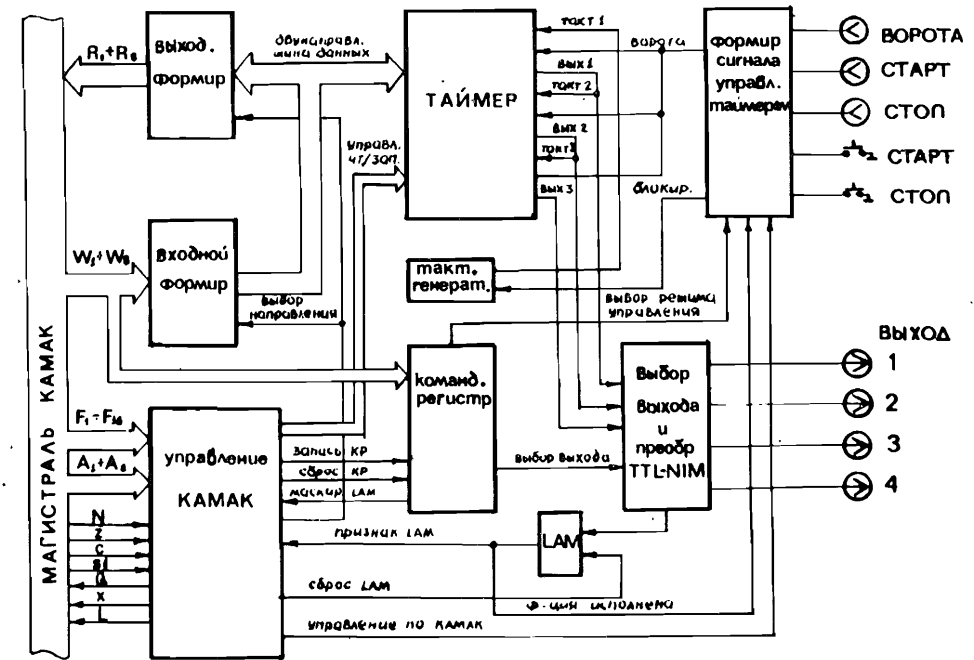 МАГИСТРАЛЬ КАМАК
R₁÷R₈
ВЫХОД.
формир
двунаправл.
шина данных
ТАЙМЕР
такт 1
ворота
вых 1
такт 2
вых 2
такт 3
вых 3
блокир.
формир
сигнала
управл.
таймером
ВОРОТА
СТАРТ
СТОП
СТАРТ
СТОП
управл.
чт/зап.
W₁÷W₈
Входной
формир
выбор
направления
такт.
генерат.
выбор режима
управления
команд.
регистр
Выбор
выхода
и
преобр
TTL-NIM
ВЫХОД
1
2
3
4
F₁÷F₁₆
A₁÷A₈
управление
КАМАК
запись КР
сброс КР
маскир. LAM
выбор выхода
признак LAM
LAM
сброс LAM
ф-ция исполнена
управление по КАМАК
N
Z
C
S1
Q
X
L